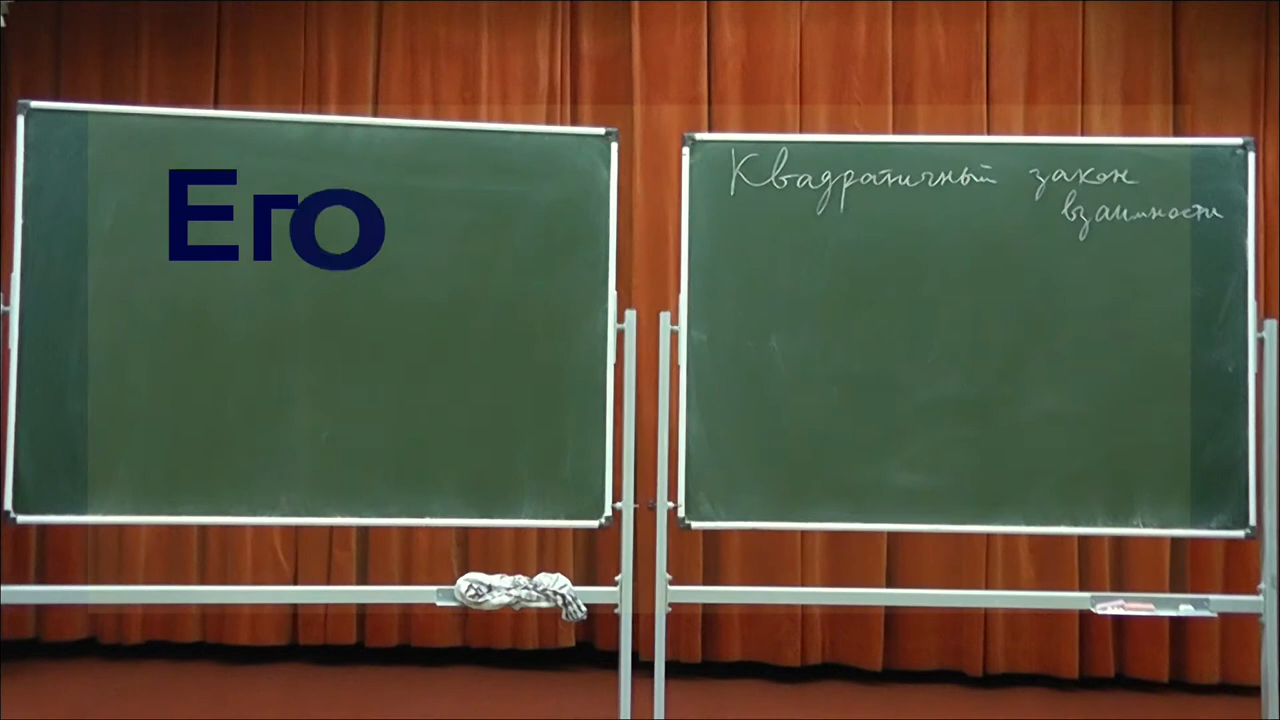 Его
Квадратичный закон
взаимности